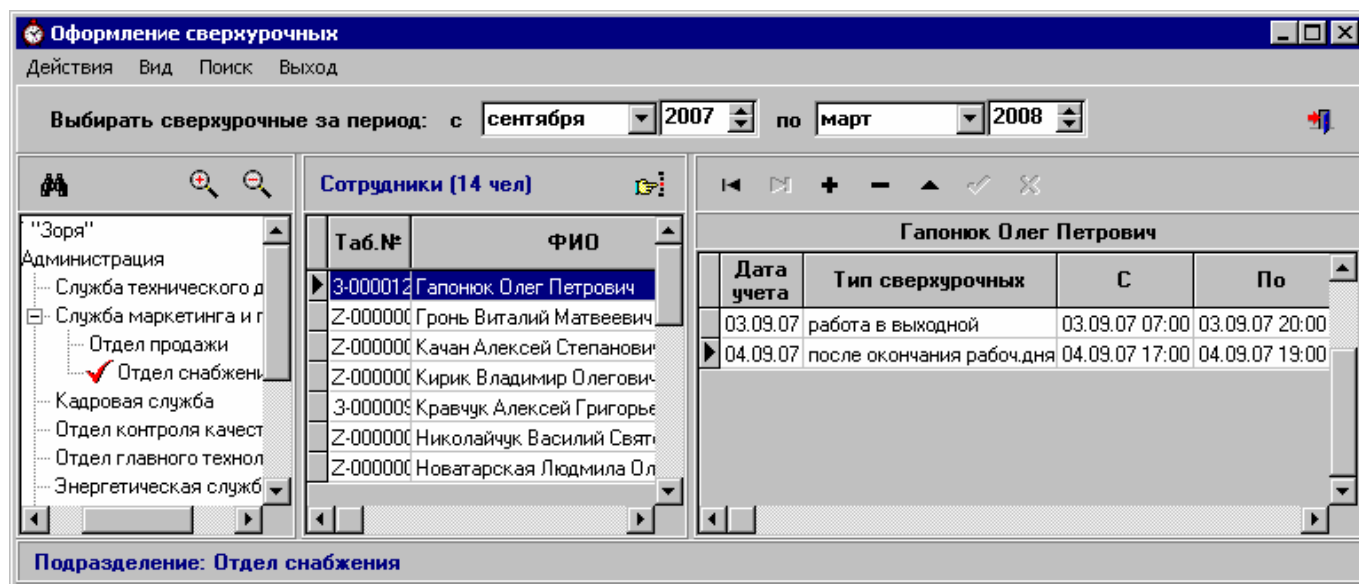 Оформление сверхурочных
Действия Вид Поиск Выход
Выбирать сверхурочные за период: с сентября 2007 по март 2008
Сотрудники (14 чел)
"Зоря"
Администрация
Служба технического д
Служба маркетинга и г
Отдел продажи
Отдел снабжени
Кадровая служба
Отдел контроля качест
Отдел главного технол
Энергетическая служб
Таб.№ ФИО
З-000012 Гапонюк Олег Петрович
Z-000000 Гронь Виталий Матвеевич
Z-000000 Качан Алексей Степанович
Z-000000 Кирик Владимир Олегович
З-000009 Кравчук Алексей Григорье
Z-000000 Николайчук Василий Свято
Z-000000 Новатарская Людмила Ол
Гапонюк Олег Петрович
Дата учета Тип сверхурочных С По
03.09.07 работа в выходной 03.09.07 07:00 03.09.07 20:00
04.09.07 после окончания рабоч.дня 04.09.07 17:00 04.09.07 19:00
Подразделение: Отдел снабжения